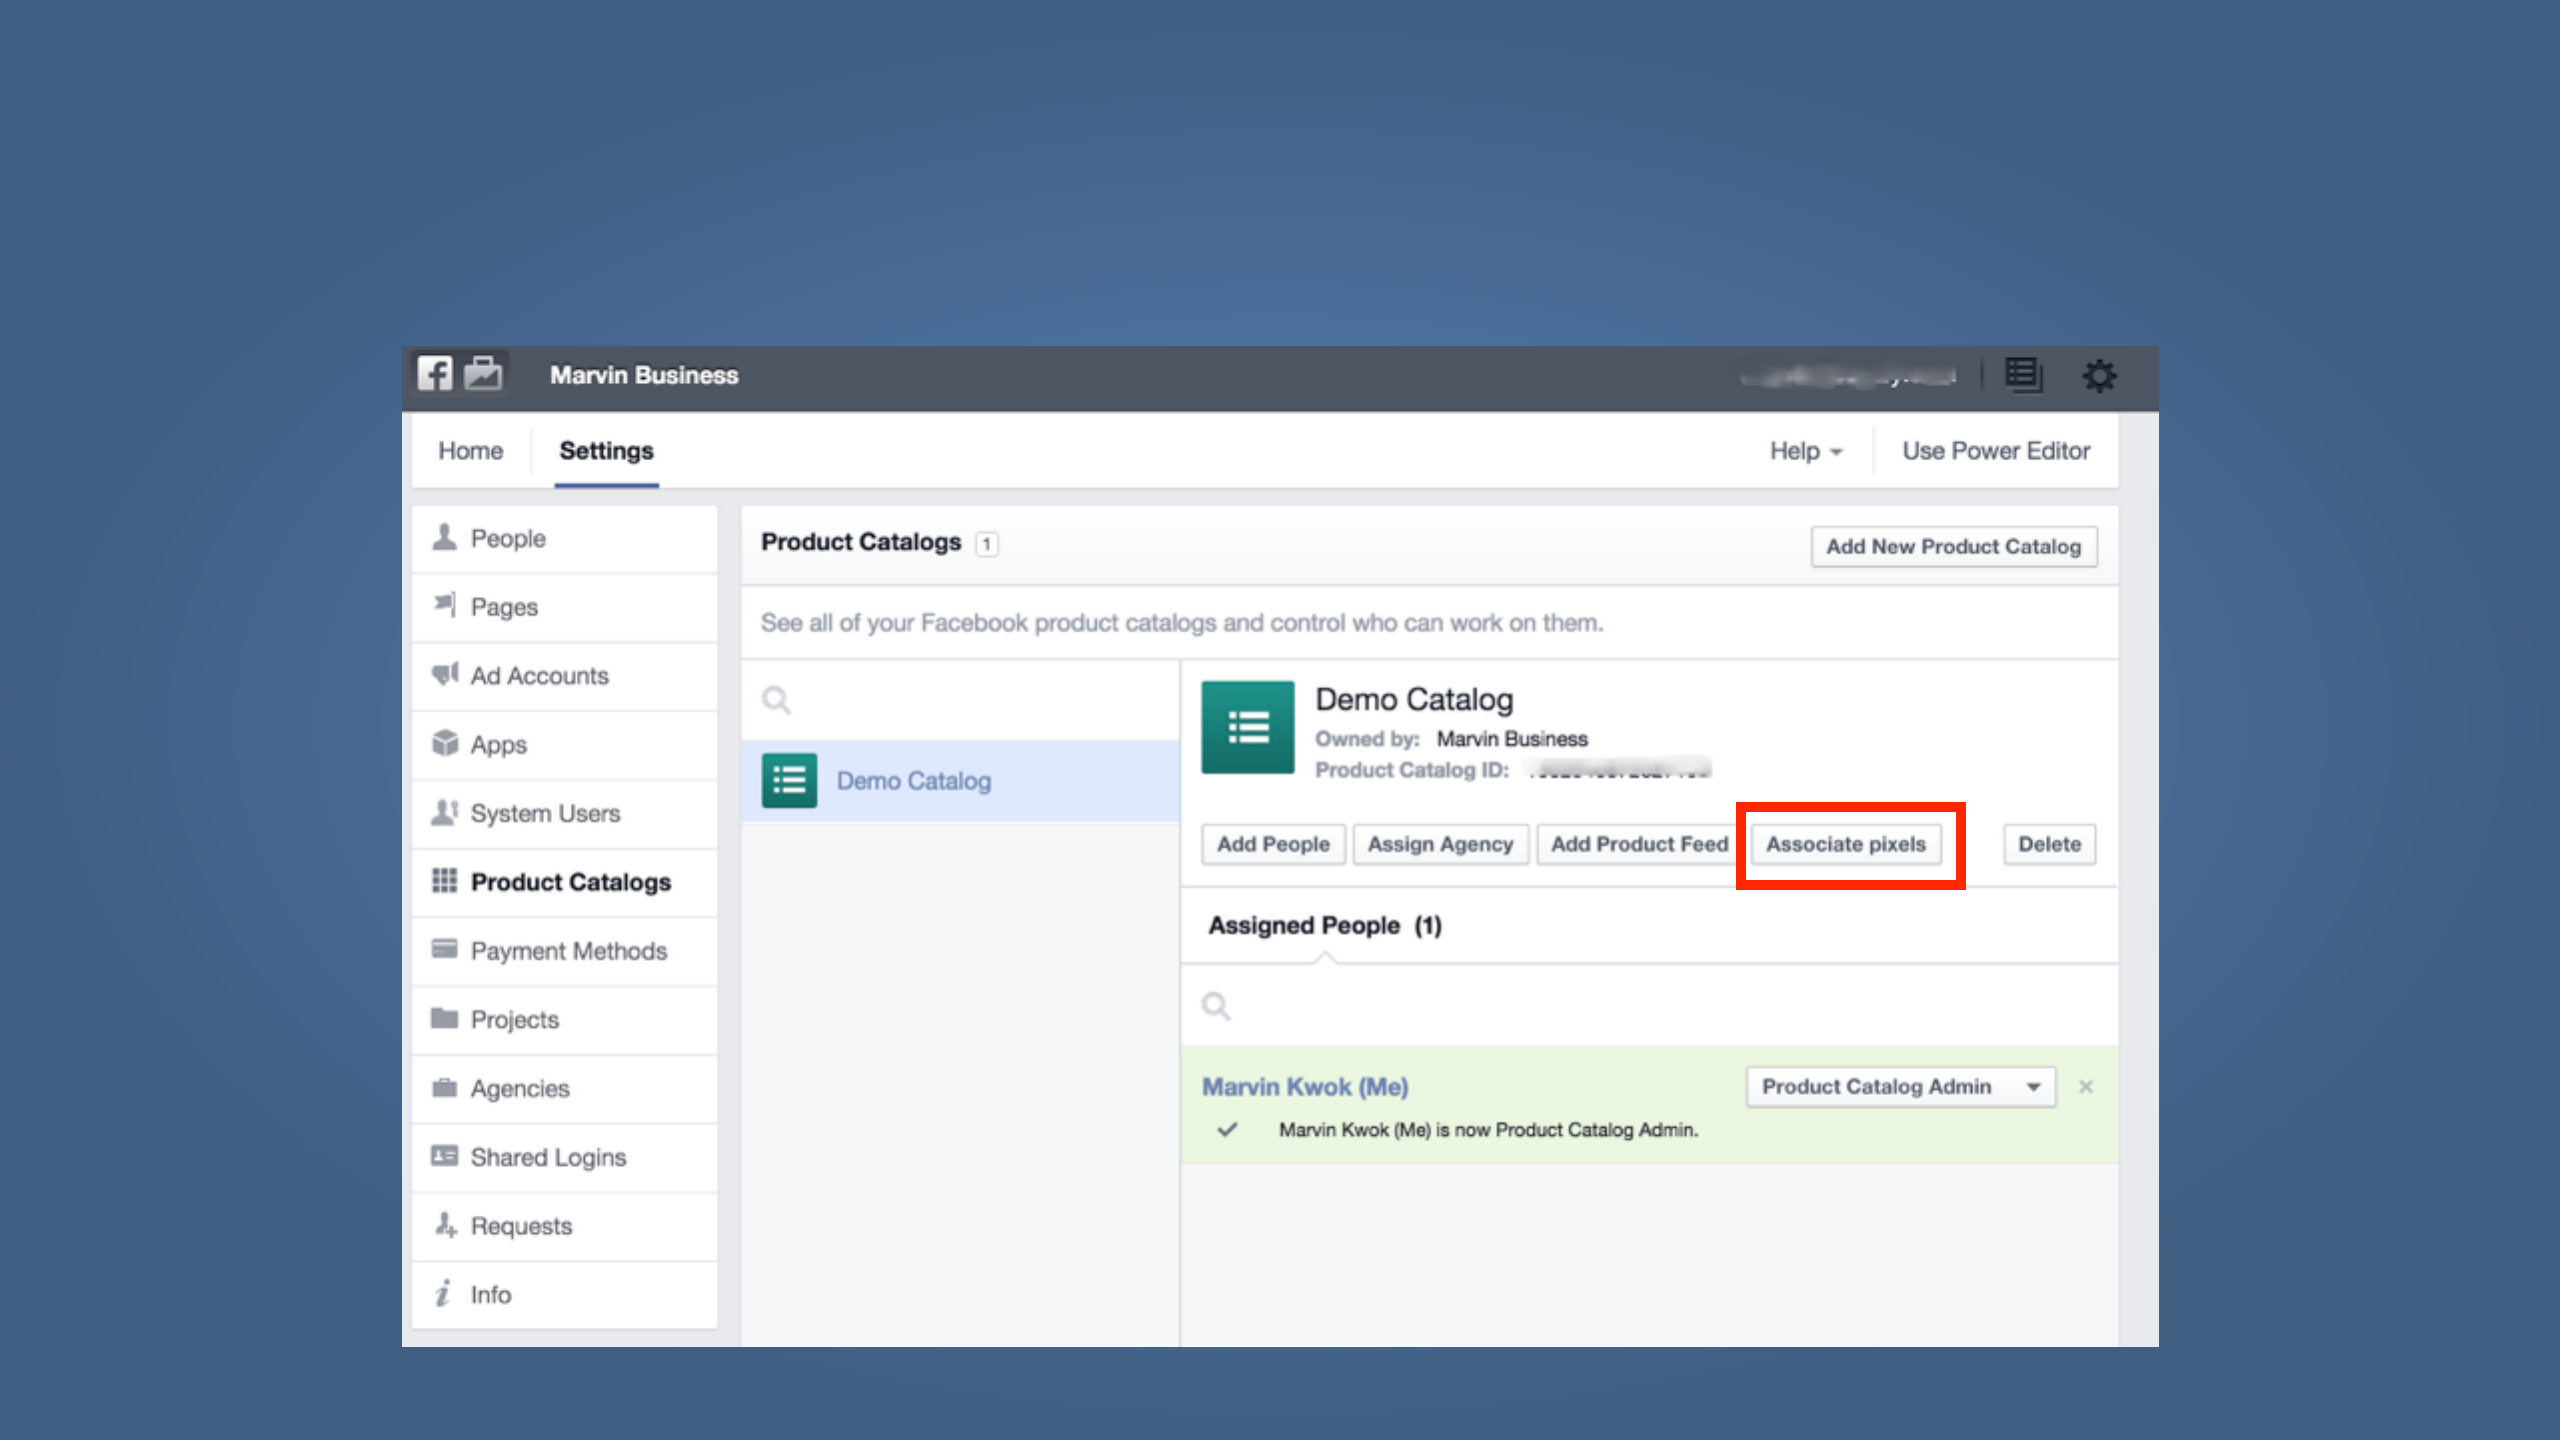 Marvin Business
Home
Settings
Help
Use Power Editor
People
Pages
Ad Accounts
Apps
System Users
Product Catalogs
Payment Methods
Projects
Agencies
Shared Logins
Requests
Info
Product Catalogs 1
Add New Product Catalog
See all of your Facebook product catalogs and control who can work on them.
Demo Catalog
Demo Catalog
Owned by: Marvin Business
Product Catalog ID:
Add People
Assign Agency
Add Product Feed
Associate pixels
Delete
Assigned People (1)
Marvin Kwok (Me)
Product Catalog Admin
Marvin Kwok (Me) is now Product Catalog Admin.